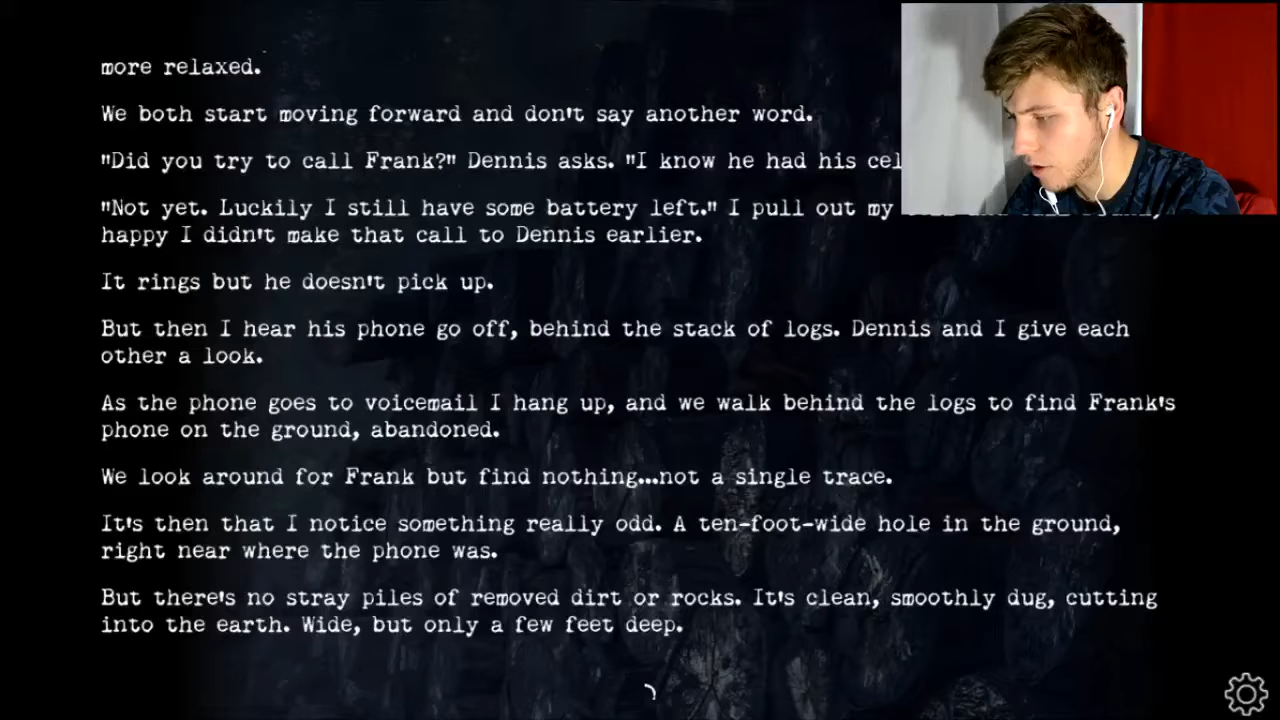 more relaxed.
We both start moving forward and don't say another word.
"Did you try to call Frank?" Dennis asks. "I know he had his cel
"Not yet. Luckily I still have some battery left." I pull out my
happy I didn't make that call to Dennis earlier.
It rings but he doesn't pick up.
But then I hear his phone go off, behind the stack of logs. Dennis and I give each
other a look.
As the phone goes to voicemail I hang up, and we walk behind the logs to find Frank's
phone on the ground, abandoned.
We look around for Frank but find nothing...not a single trace.
It's then that I notice something really odd. A ten-foot-wide hole in the ground,
right near where the phone was.
But there's no stray piles of removed dirt or rocks. It's clean, smoothly dug, cutting
into the earth. Wide, but only a few feet deep.